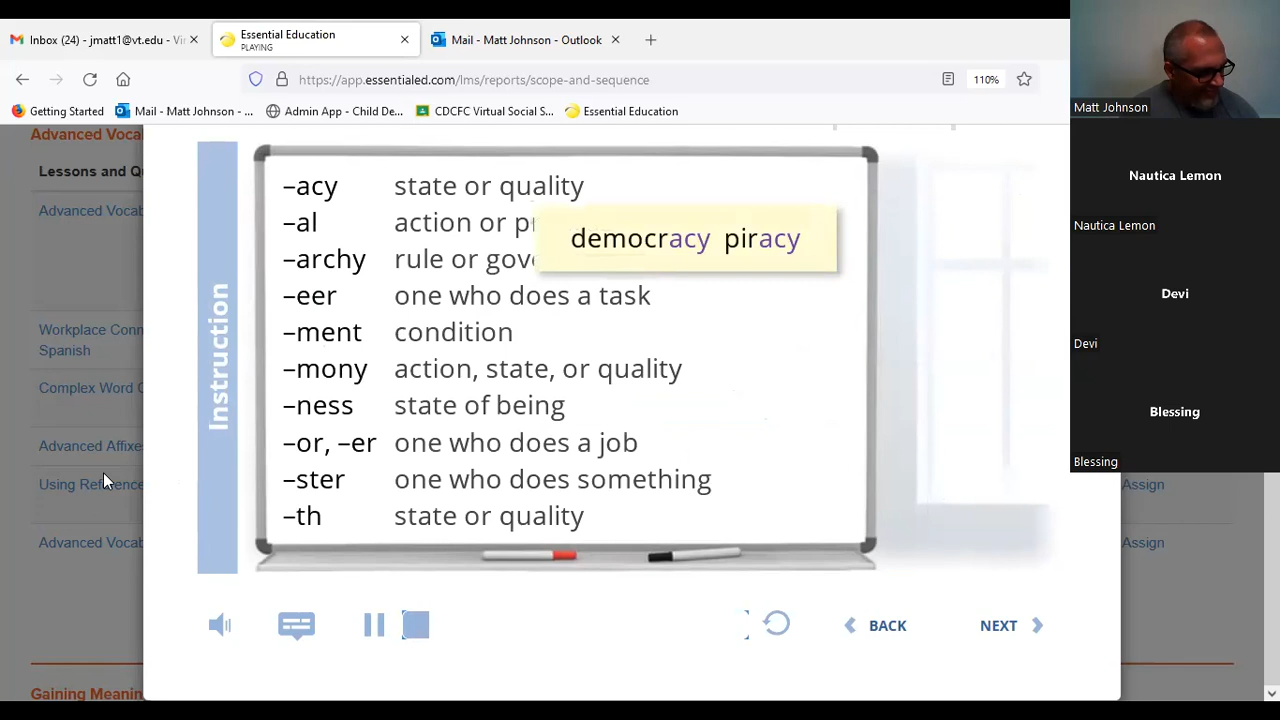 Inbox (24) - jmatt1@vt.edu - Vir
Essential Education
PLAYING
Mail - Matt Johnson - Outlook
https://app.essentialed.com/lms/reports/scope-and-sequence
110%
Getting Started
Mail - Matt Johnson - ...
Admin App - Child De...
CDCFC Virtual Social S...
Essential Education
Matt Johnson
Nautica Lemon
Nautica Lemon
Devi
Devi
Blessing
Blessing
Advanced Vocab
Lessons and Qu
Advanced Vocab
Workplace Conn
Spanish
Complex Word
Advanced Affixes
Using Reference
Advanced Vocab
Gaining Meanin
Instruction
–acy state or quality
–al action or pr
democracy piracy
–archy rule or gove
–eer one who does a task
–ment condition
–mony action, state, or quality
–ness state of being
–or, –er one who does a job
–ster one who does something
–th state or quality
BACK
NEXT
Assign
Assign